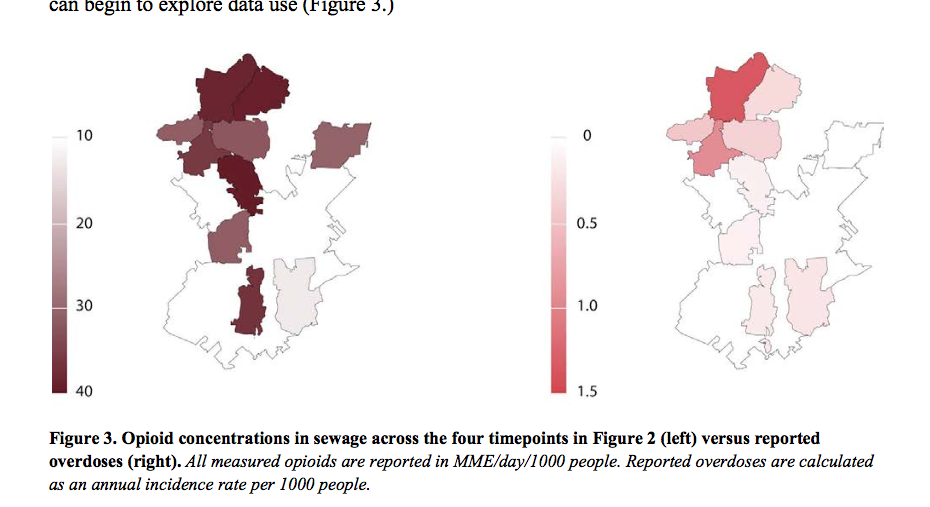 can begin to explore data use (Figure 3.)
10
20
30
40
0
0.5
1.0
1.5
Figure 3. Opioid concentrations in sewage across the four timepoints in Figure 2 (left) versus reported
overdoses (right). All measured opioids are reported in MME/day/1000 people. Reported overdoses are calculated
as an annual incidence rate per 1000 people.